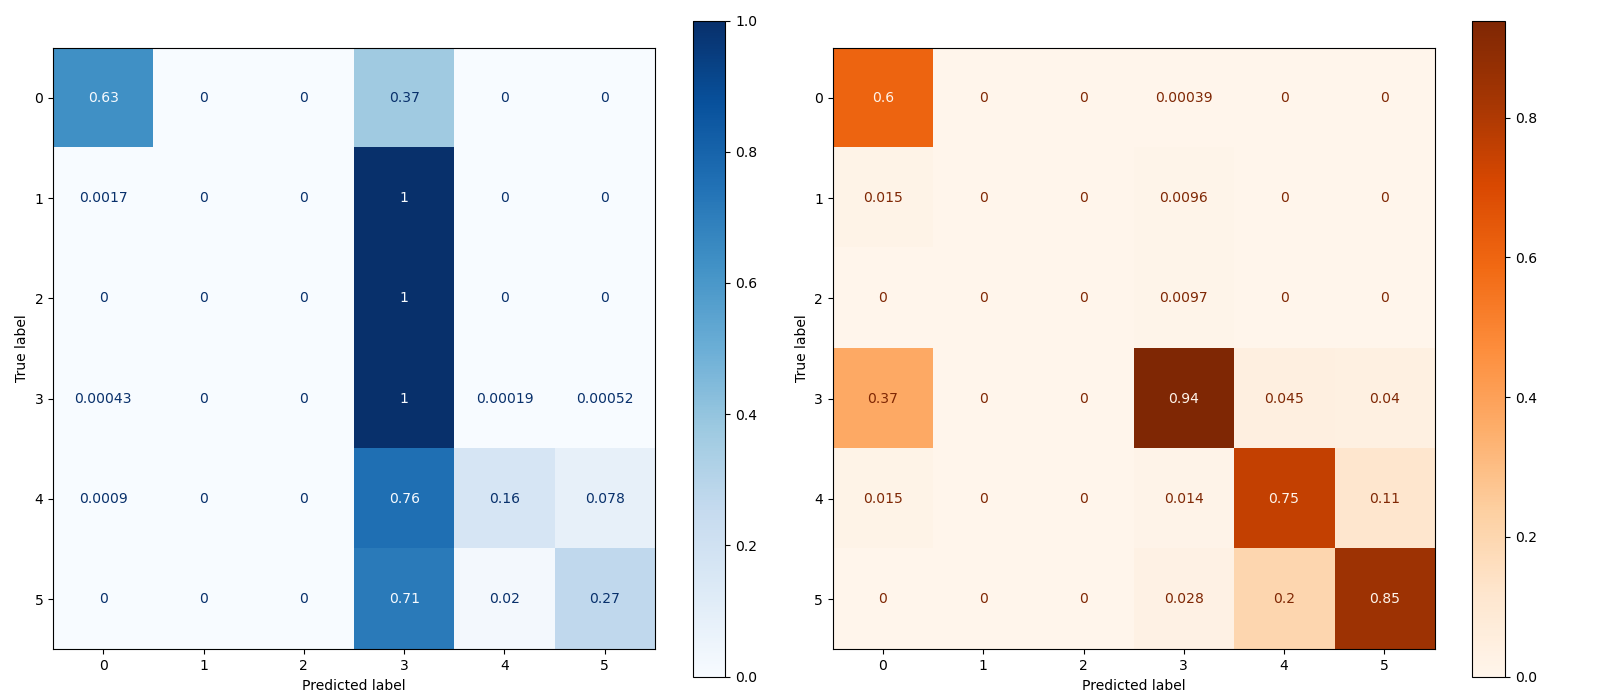 1.0
0.8
0.6
0.4
0.2
0.0
True label
0 0.63 0 0 0.37 0 0
1 0.0017 0 0 1 0 0
2 0 0 0 1 0 0
3 0.00043 0 0 1 0.00019 0.00052
4 0.0009 0 0 0.76 0.16 0.078
5 0 0 0 0.71 0.02 0.27
0 1 2 3 4 5
Predicted label
0.8
0.6
0.4
0.2
0.0
True label
0 0.6 0 0 0.00039 0 0
1 0.015 0 0 0.0096 0 0
2 0 0 0 0.0097 0 0
3 0.37 0 0 0.94 0.045 0.04
4 0.015 0 0 0.014 0.75 0.11
5 0 0 0 0.028 0.2 0.85
0 1 2 3 4 5
Predicted label